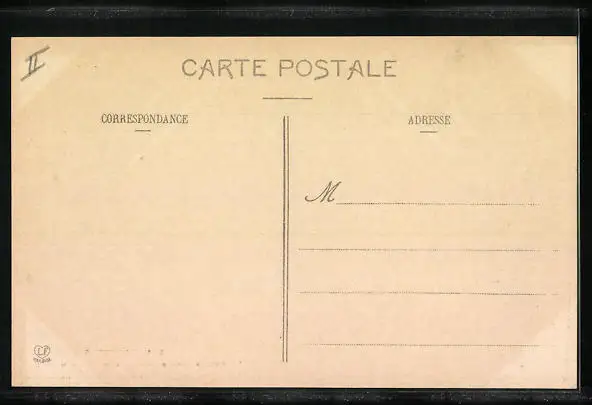 II
CARTE POSTALE
CORRESPONDANCE
ADRESSE
M